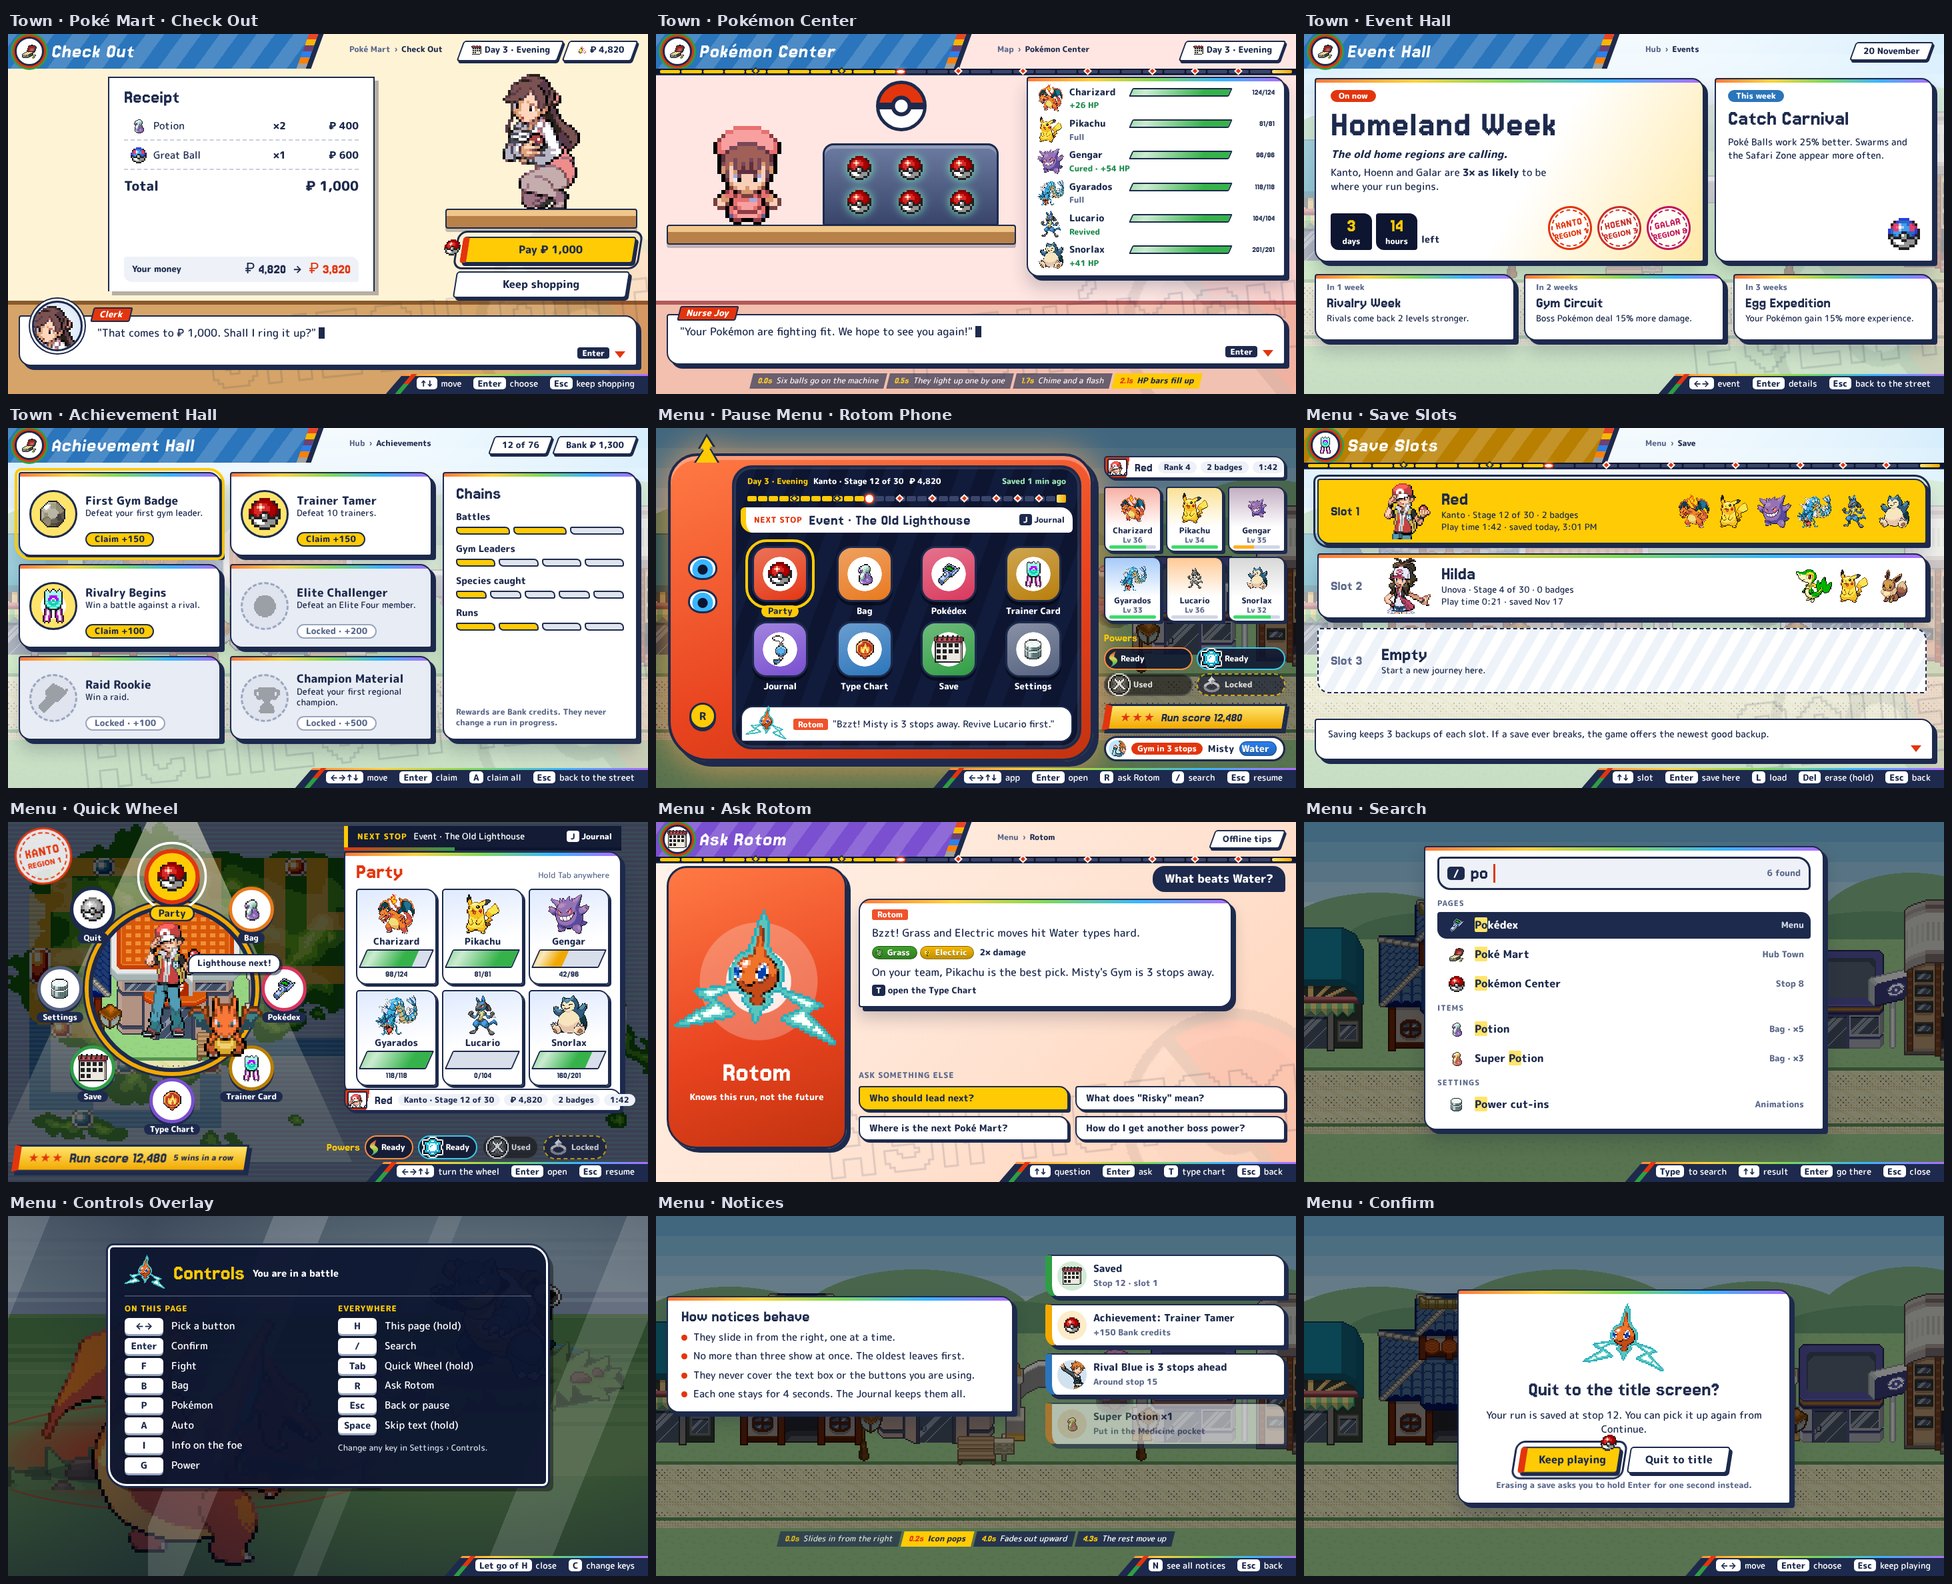 Town · Poké Mart · Check Out
Check Out
Poké Mart › Check Out
Day 3 · Evening
₽ 4,820
Receipt
Potion ×2 ₽ 400
Great Ball ×1 ₽ 600
Total ₽ 1,000
Your money ₽ 4,820 → ₽ 3,820
Pay ₽ 1,000
Keep shopping
Clerk
"That comes to ₽ 1,000. Shall I ring it up?"
Enter
↑↓ move Enter choose Esc keep shopping
Town · Pokémon Center
Pokémon Center
Map › Pokémon Center
Day 3 · Evening
Charizard 124/124
+26 HP
Pikachu 81/81
Full
Gengar 98/98
Cured · +54 HP
Gyarados 118/118
Full
Lucario 104/104
Revived
Snorlax 201/201
+41 HP
Nurse Joy
"Your Pokémon are fighting fit. We hope to see you again!"
Enter
0.0s Six balls go on the machine 0.5s They light up one by one 1.7s Chime and a flash 2.1s HP bars fill up
Town · Event Hall
Event Hall
Hub › Events
20 November
On now
Homeland Week
The old home regions are calling.
Kanto, Hoenn and Galar are 3× as likely to be
where your run begins.
3 days
14 hours
left
KANTO REGION 1
HOENN REGION 3
GALAR REGION 8
This week
Catch Carnival
Poké Balls work 25% better. Swarms and
the Safari Zone appear more often.
In 1 week
Rivalry Week
Rivals come back 2 levels stronger.
In 2 weeks
Gym Circuit
Boss Pokémon deal 15% more damage.
In 3 weeks
Egg Expedition
Your Pokémon gain 15% more experience.
←→ event Enter details Esc back to the street
Town · Achievement Hall
Achievement Hall
Hub › Achievements
12 of 76
Bank ₽ 1,300
First Gym Badge
Defeat your first gym leader.
Claim +150
Trainer Tamer
Defeat 10 trainers.
Claim +150
Rivalry Begins
Win a battle against a rival.
Claim +100
Elite Challenger
Defeat an Elite Four member.
Locked · +200
Raid Rookie
Win a raid.
Locked · +100
Champion Material
Defeat your first regional
champion.
Locked · +500
Chains
Battles
Gym Leaders
Species caught
Runs
Rewards are Bank credits. They never
change a run in progress.
←→↑↓ move Enter claim A claim all Esc back to the street
Menu · Pause Menu · Rotom Phone
Day 3 · Evening Kanto · Stage 12 of 30 ₽ 4,820 Saved 1 min ago
NEXT STOP Event · The Old Lighthouse J Journal
Party
Bag
Pokédex
Trainer Card
Journal
Type Chart
Save
Settings
R
Rotom "Bzzt! Misty is 3 stops away. Revive Lucario first."
Red Rank 4 2 badges 1:42
Charizard Lv 36
Pikachu Lv 34
Gengar Lv 35
Gyarados Lv 33
Lucario Lv 36
Snorlax Lv 32
Powers
Ready
Ready
Used
Locked
★★★ Run score 12,480
Gym in 3 stops Misty Water
←→↑↓ app Enter open R ask Rotom / search Esc resume
Menu · Save Slots
Save Slots
Menu › Save
Slot 1
Red
Kanto · Stage 12 of 30 · 2 badges
Play time 1:42 · saved today, 3:01 PM
Slot 2
Hilda
Unova · Stage 4 of 30 · 0 badges
Play time 0:21 · saved Nov 17
Slot 3
Empty
Start a new journey here.
Saving keeps 3 backups of each slot. If a save ever breaks, the game offers the newest good backup.
↑↓ slot Enter save here L load Del erase (hold) Esc back
Menu · Quick Wheel
KANTO REGION 1
Party
Bag
Pokédex
Trainer Card
Type Chart
Save
Settings
Quit
Lighthouse next!
NEXT STOP Event · The Old Lighthouse J Journal
Party
Hold Tab anywhere
Charizard 98/124
Pikachu 81/81
Gengar 42/98
Gyarados 118/118
Lucario 0/104
Snorlax 160/201
Red Kanto · Stage 12 of 30 ₽ 4,820 2 badges 1:42
★★★ Run score 12,480 5 wins in a row
Powers Ready Ready Used Locked
←→↑↓ turn the wheel Enter open Esc resume
Menu · Ask Rotom
Ask Rotom
Menu › Rotom
Offline tips
What beats Water?
Rotom
Bzzt! Grass and Electric moves hit Water types hard.
Grass Electric 2× damage
On your team, Pikachu is the best pick. Misty's Gym is 3 stops away.
T open the Type Chart
Rotom
Knows this run, not the future
ASK SOMETHING ELSE
Who should lead next?
What does "Risky" mean?
Where is the next Poké Mart?
How do I get another boss power?
↑↓ question Enter ask T type chart Esc back
Menu · Search
/ po
6 found
PAGES
Pokédex Menu
Poké Mart Hub Town
Pokémon Center Stop 8
ITEMS
Potion Bag · ×5
Super Potion Bag · ×3
SETTINGS
Power cut-ins Animations
Type to search ↑↓ result Enter go there Esc close
Menu · Controls Overlay
Controls You are in a battle
ON THIS PAGE
←→ Pick a button
Enter Confirm
F Fight
B Bag
P Pokémon
A Auto
I Info on the foe
G Power
EVERYWHERE
H This page (hold)
/ Search
Tab Quick Wheel (hold)
R Ask Rotom
Esc Back or pause
Space Skip text (hold)
Change any key in Settings › Controls.
Let go of H close C change keys
Menu · Notices
How notices behave
They slide in from the right, one at a time.
No more than three show at once. The oldest leaves first.
They never cover the text box or the buttons you are using.
Each one stays for 4 seconds. The Journal keeps them all.
Saved
Stop 12 · slot 1
Achievement: Trainer Tamer
+150 Bank credits
Rival Blue is 3 stops ahead
Around stop 15
Super Potion ×1
Put in the Medicine pocket
0.0s Slides in from the right 0.2s Icon pops 4.0s Fades out upward 4.3s The rest move up
N see all notices Esc back
Menu · Confirm
Quit to the title screen?
Your run is saved at stop 12. You can pick it up again from
Continue.
Keep playing
Quit to title
Erasing a save asks you to hold Enter for one second instead.
←→ move Enter choose Esc keep playing